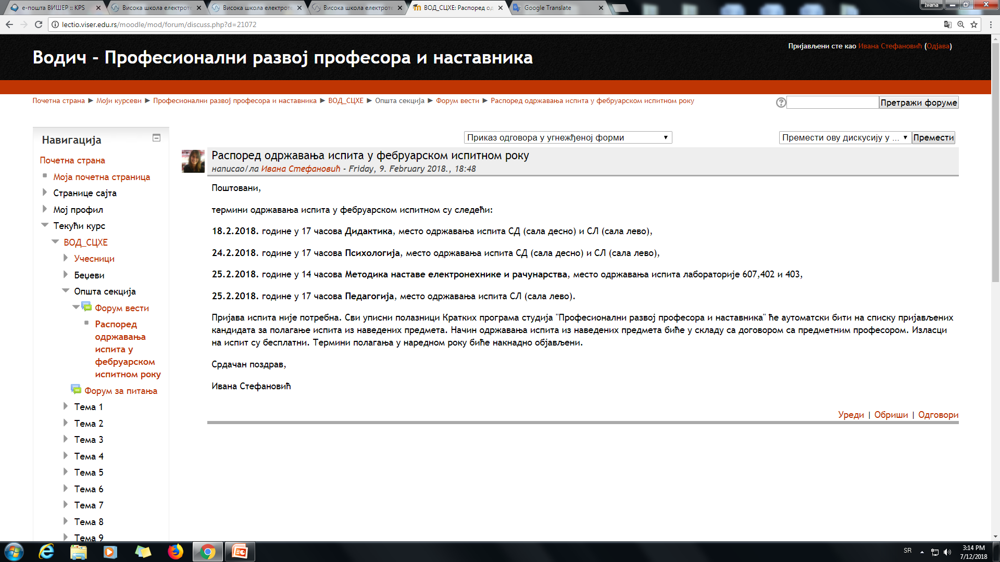 е-пошта ВИШЕР :: KPS
Висока школа електроте
Висока школа електроте
Висока школа електроте
ВОД_СЦХЕ: Распоред од
Google Translate
Ivana
lectio.viser.edu.rs/moodle/mod/forum/discuss.php?d=21072
Водич - Професионални развој професора и наставника
Пријављени сте као Ивана Стефановић (Одјава)
Почетна страна ► Моји курсеви ► Професионални развој професора и наставника ► ВОД_СЦХЕ ► Општа секција ► Форум вести ► Распоред одржавања испита у фебруарском испитном року
Претражи форуме
Навигација
Почетна страна
Моја почетна страница
Странице сајта
Мој профил
Текући курс
ВОД_СЦХЕ
Учесници
Беџеви
Општа секција
Форум вести
Распоред
одржавања
испита у
фебруарском
испитном року
Форум за питања
Тема 1
Тема 2
Тема 3
Тема 4
Тема 5
Тема 6
Тема 7
Тема 8
Тема 9
Приказ одговора у угнежђеној форми
Премести ову дискусију у ...
Премести
Распоред одржавања испита у фебруарском испитном року
написао/ла Ивана Стефановић - Friday, 9. February 2018., 18:48
Поштовани,
термини одржавања испита у фебруарском испитном су следећи:
18.2.2018. године у 17 часова Дидактика, место одржавања испита СД (сала десно) и СЛ (сала лево),
24.2.2018. године у 17 часова Психологија, место одржавања испита СД (сала десно) и СЛ (сала лево),
25.2.2018. године у 14 часова Методика наставе електронехнике и рачунарства, место одржавања испита лабораторије 607,402 и 403,
25.2.2018. године у 17 часова Педагогија, место одржавања испита СЛ (сала лево).
Пријава испита није потребна. Сви уписни полазници Кратких програма студија "Професионални развој професора и наставника" ће аутоматски бити на списку пријављених
кандидата за полагање испита из наведених предмета. Начин одржавања испита из наведених предмета биће у складу са договором са предметним професором. Изласци
на испит су бесплатни. Термини полагања у наредном року биће накнадно објављени.
Срдачан поздрав,
Ивана Стефановић
Уреди | Обриши | Одговори
SR
3:14 PM
7/12/2018